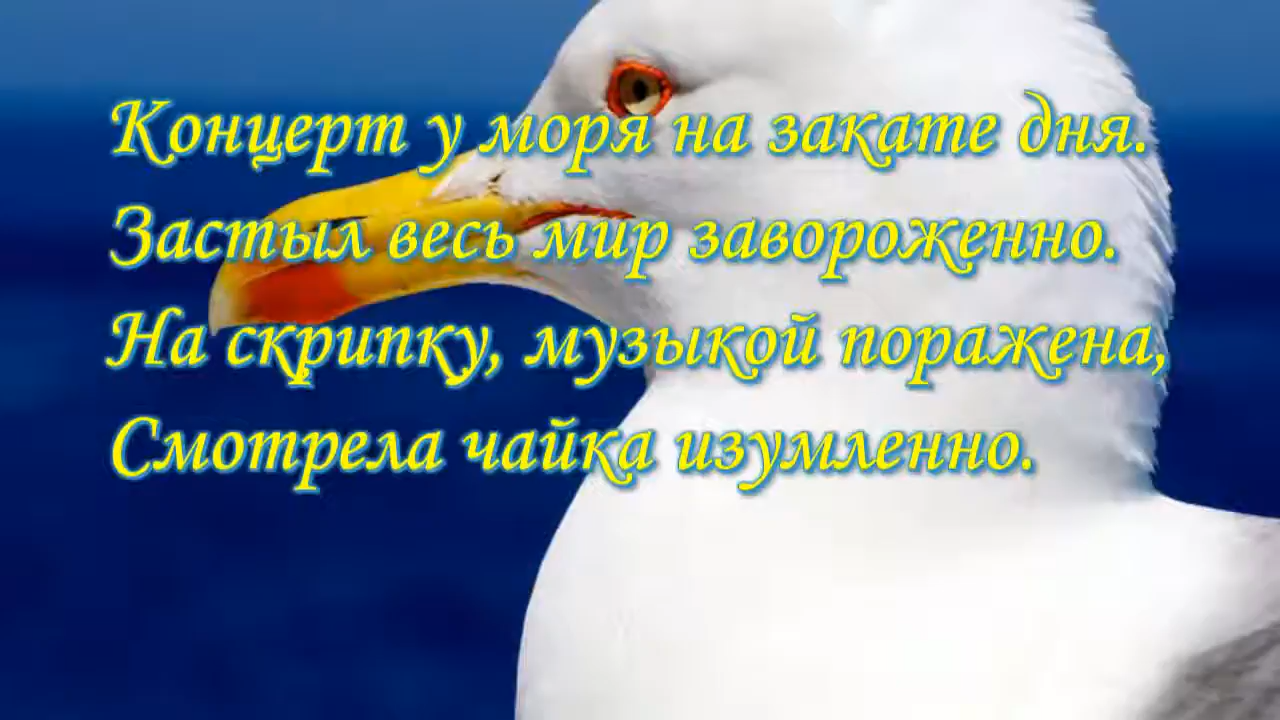 Концерт у моря на закате дня.
Застыл весь мир завороженно.
На скрипку, музыкой поражена,
Смотрела чайка изумленно.